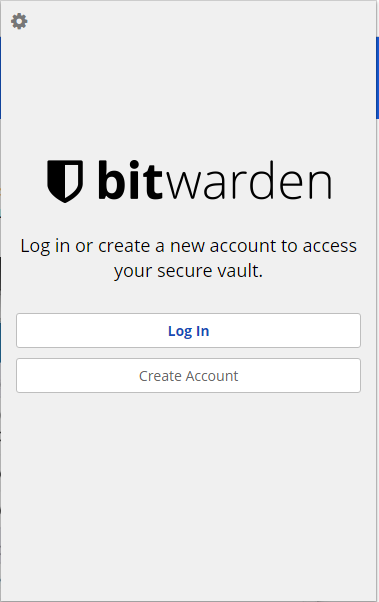 bitwarden
Log in or create a new account to access
your secure vault.
Log In
Create Account